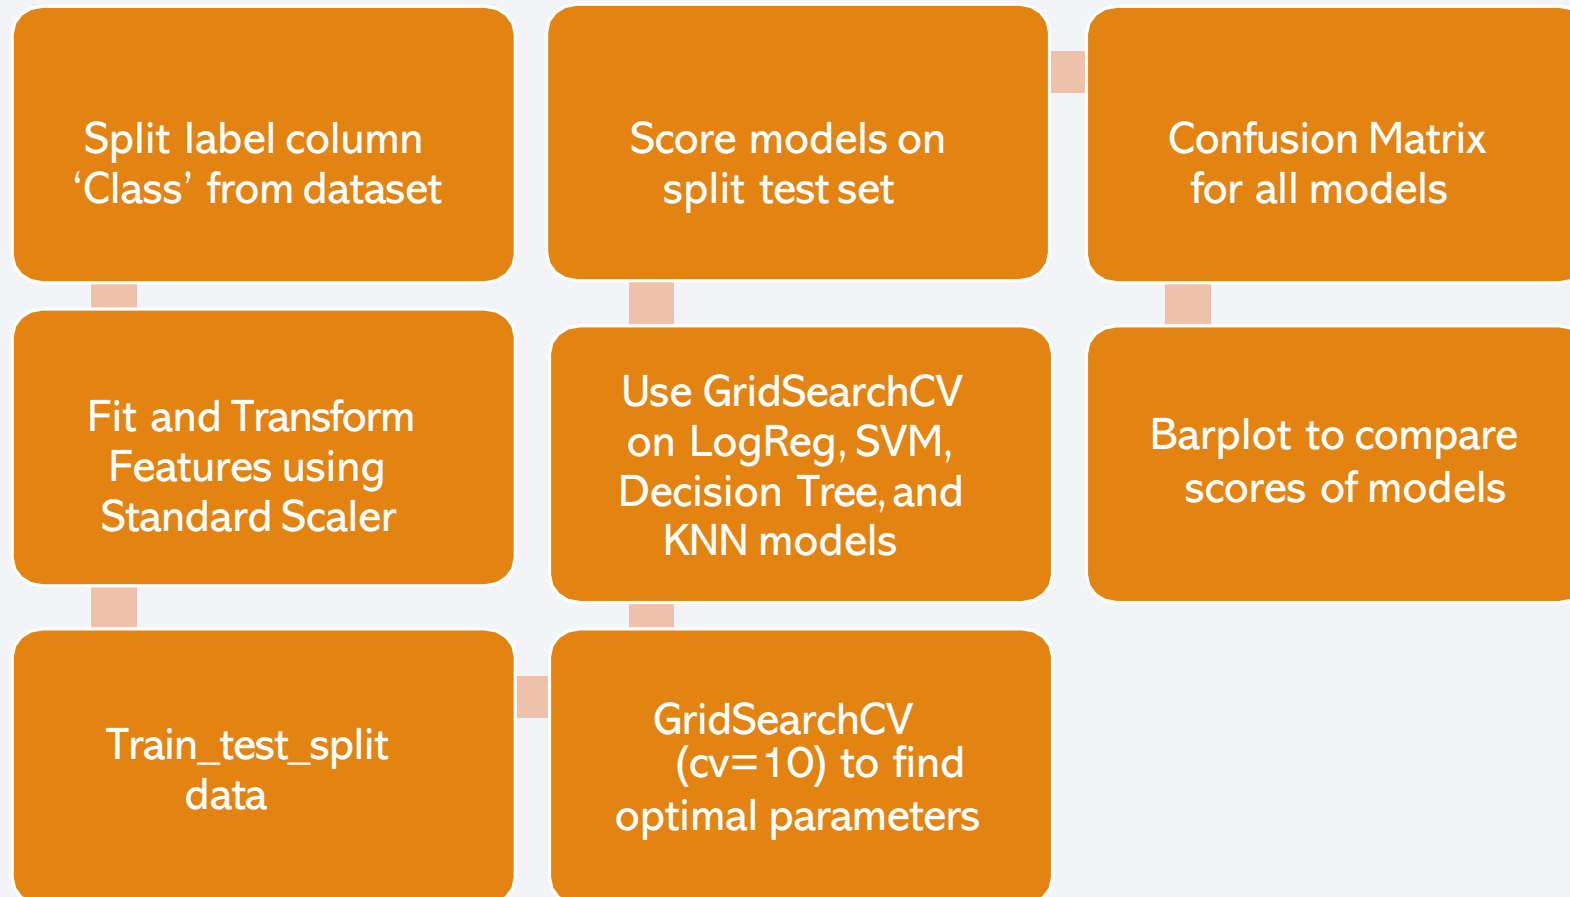 Split label column
‘Class’ from dataset
Fit and Transform
Features using
Standard Scaler
Train_test_split
data
GridSearchCV
(cv=10) to find
optimal parameters
Use GridSearchCV
on LogReg, SVM,
Decision Tree, and
KNN models
Score models on
split test set
Confusion Matrix
for all models
Barplot to compare
scores of models